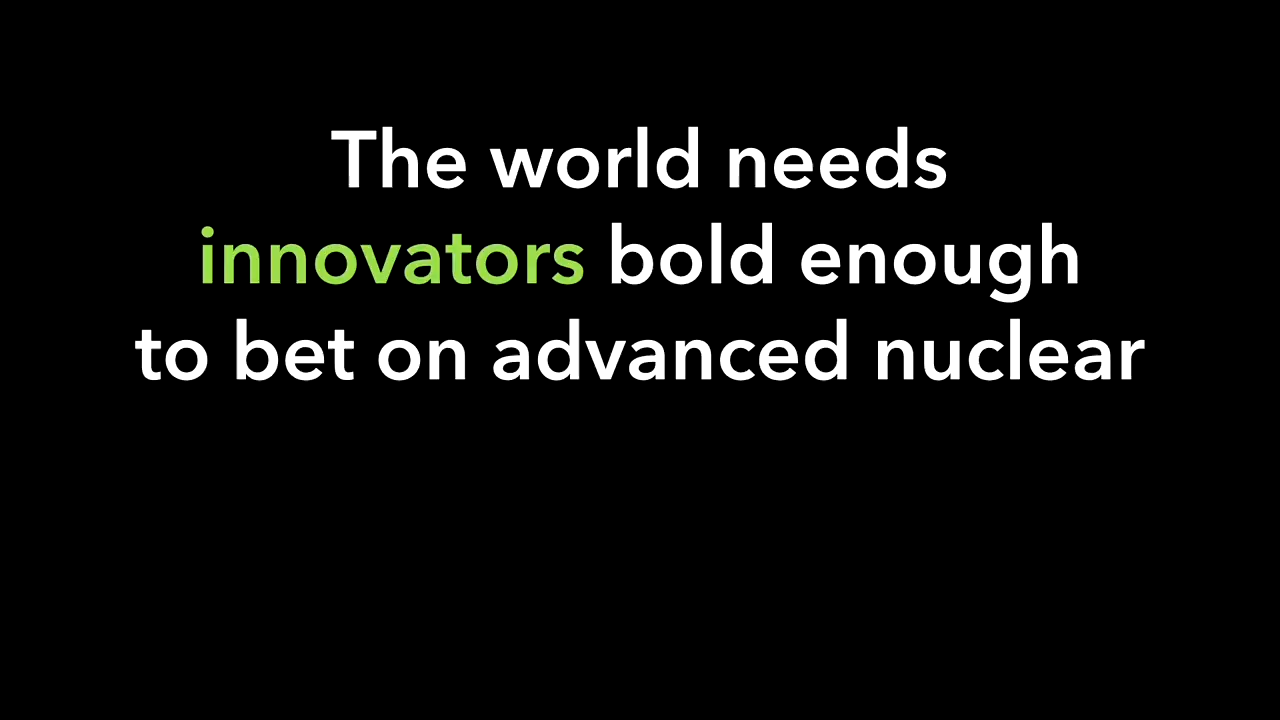 The world needs
innovators bold enough
to bet on advanced nuclear